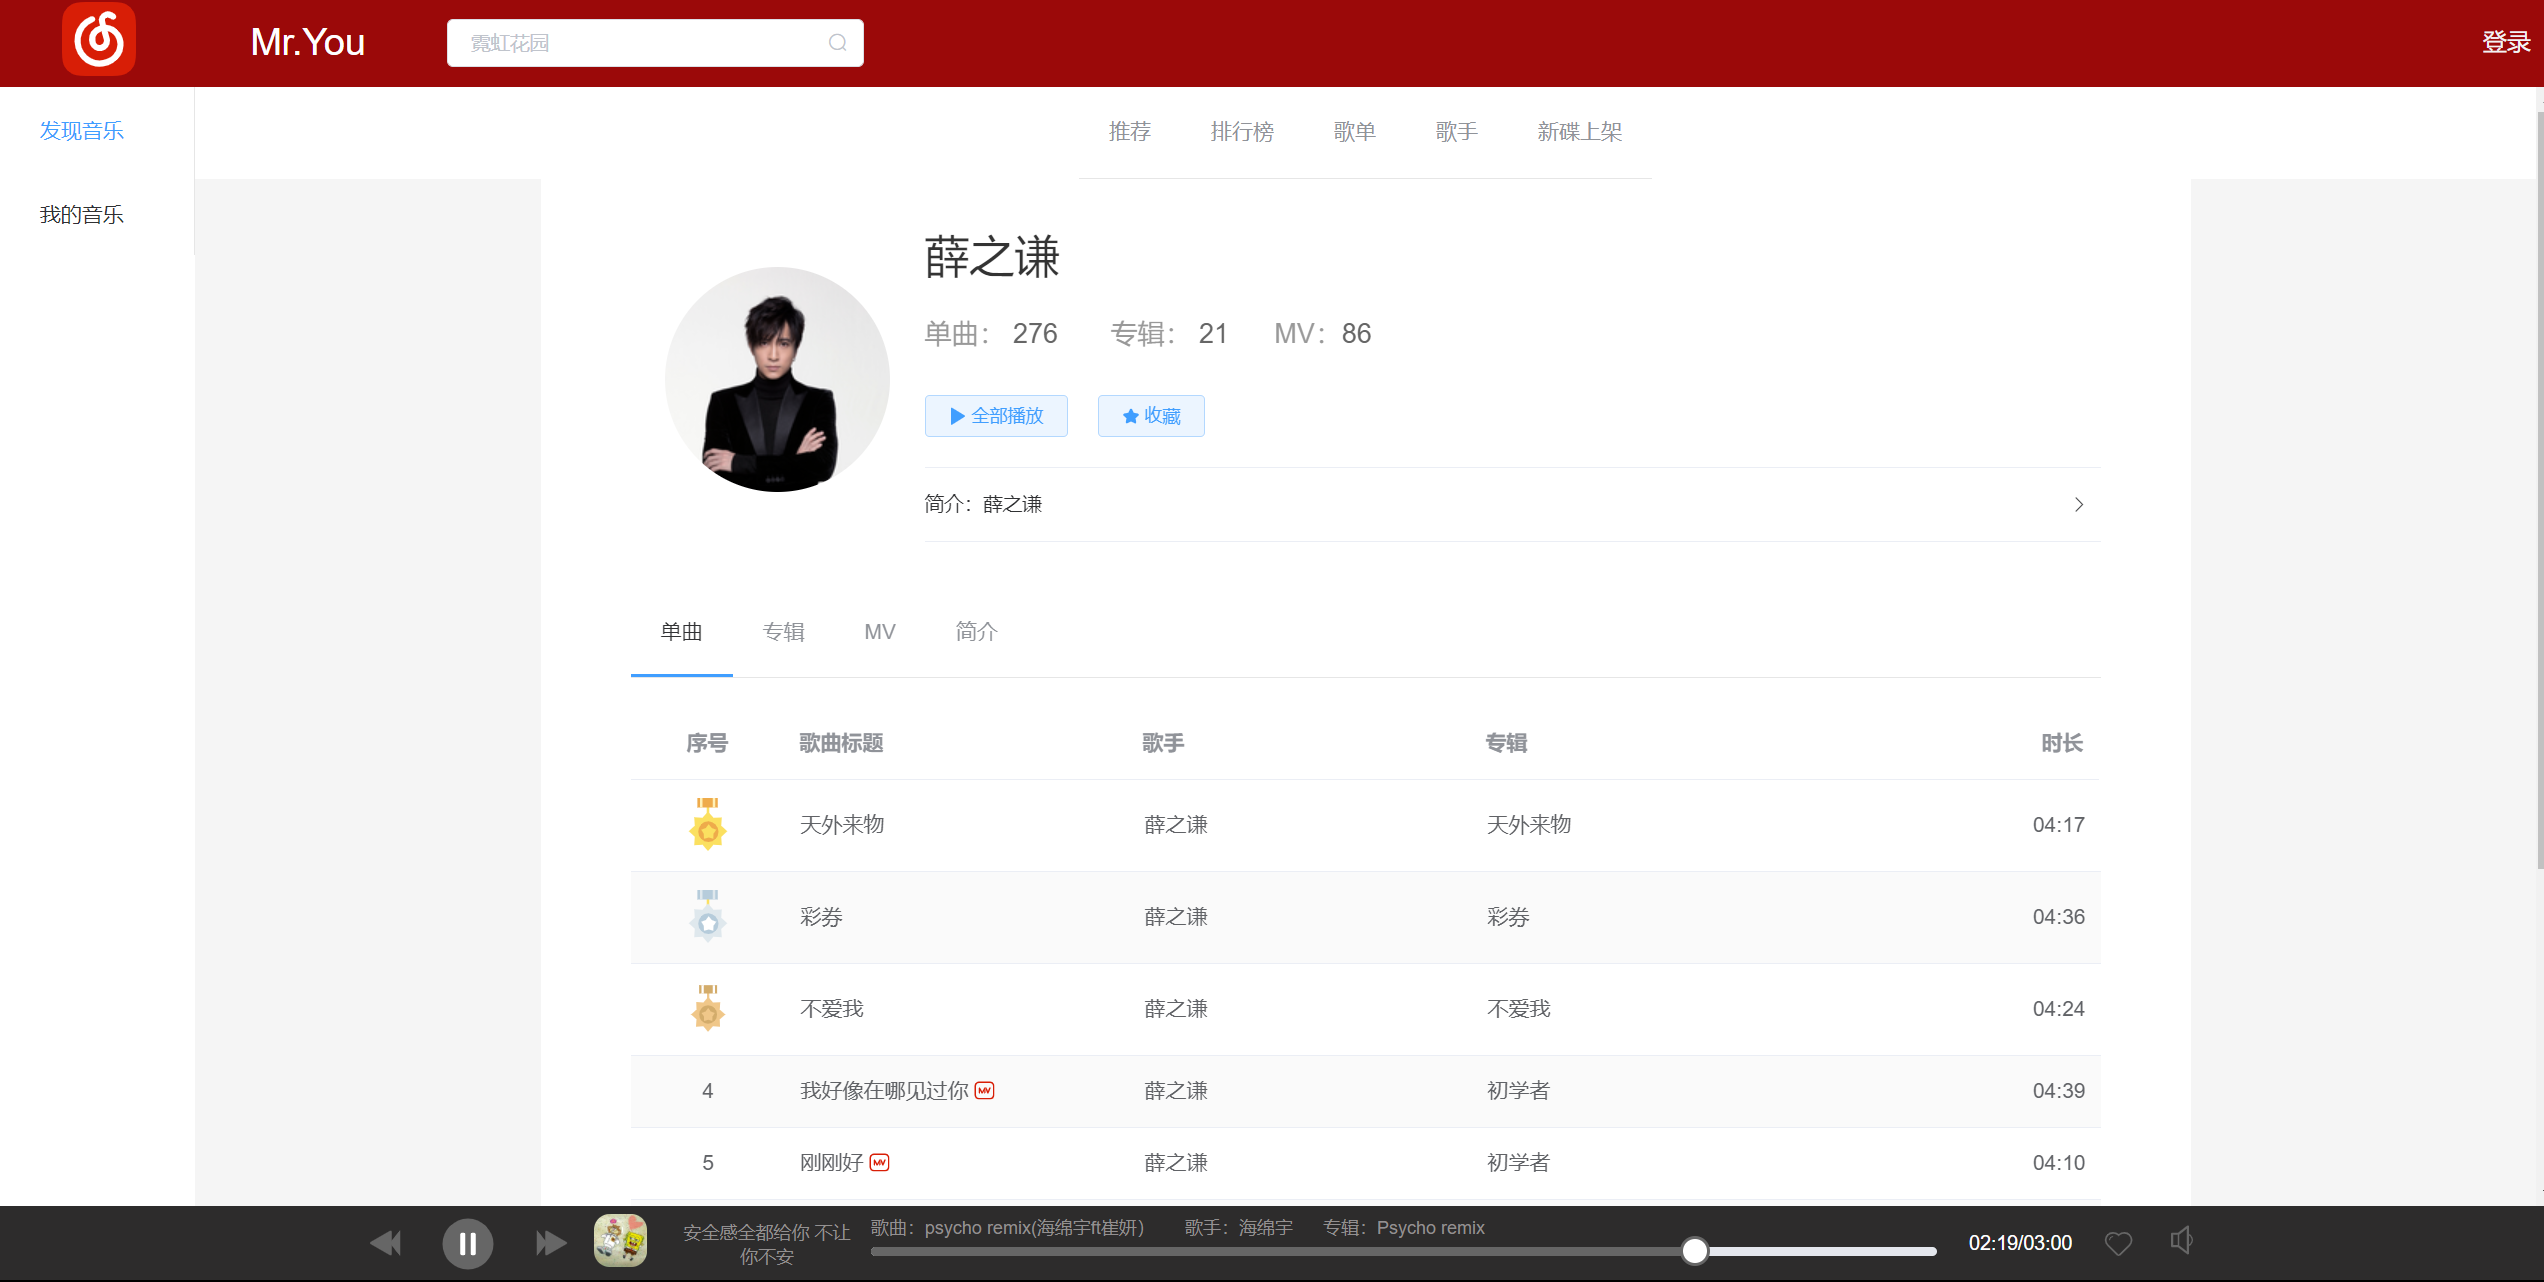 Mr.You
霓虹花园
登录
发现音乐
我的音乐
推荐 排行榜 歌单 歌手 新碟上架
薛之谦
单曲： 276 专辑： 21 MV：86
全部播放 收藏
简介：薛之谦
单曲 专辑 MV 简介
序号 歌曲标题 歌手 专辑 时长
天外来物 薛之谦 天外来物 04:17
彩券 薛之谦 彩券 04:36
不爱我 薛之谦 不爱我 04:24
4 我好像在哪见过你 MV 薛之谦 初学者 04:39
5 刚刚好 MV 薛之谦 初学者 04:10
安全感全都给你 不让
你不安
歌曲：psycho remix(海绵宇ft崔妍) 歌手：海绵宇 专辑：Psycho remix
02:19/03:00